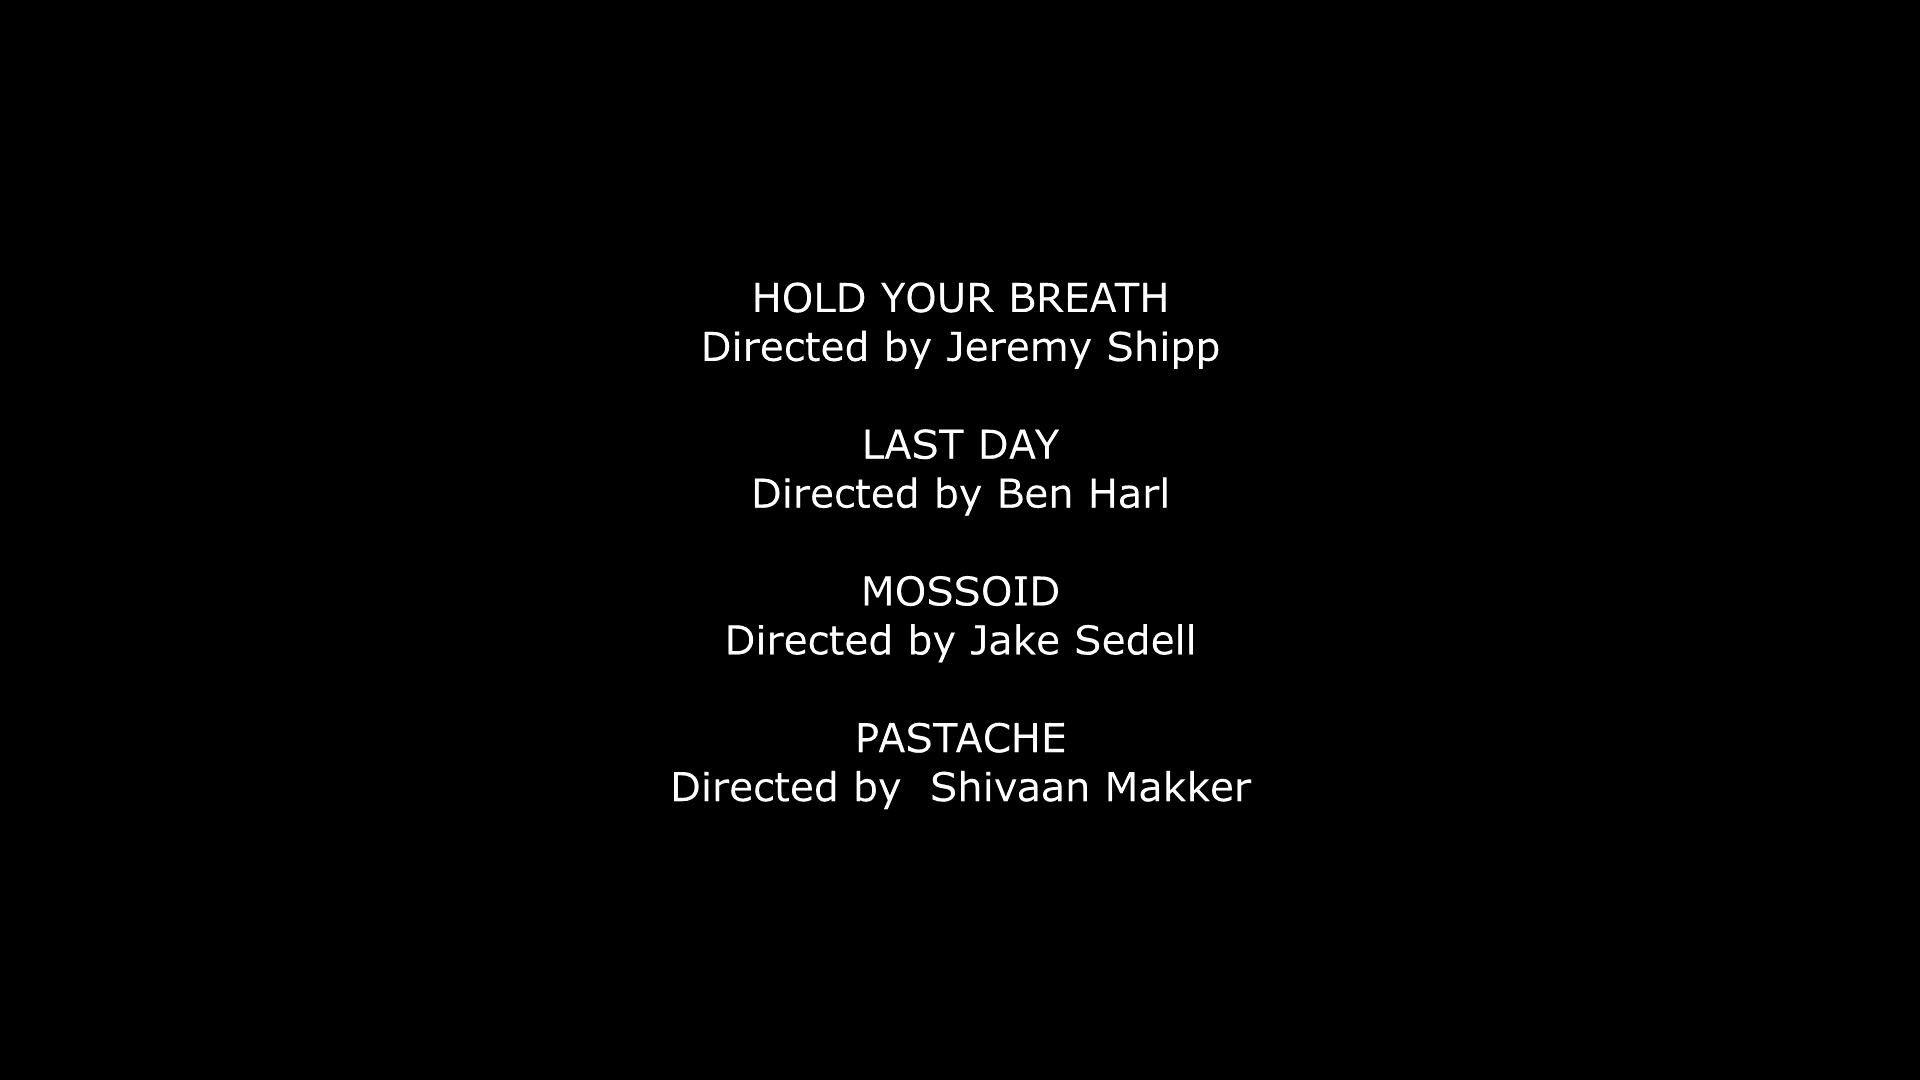 HOLD YOUR BREATH
Directed by Jeremy Shipp
LAST DAY
Directed by Ben Harl
MOSSOID
Directed by Jake Sedell
PASTACHE
Directed by  Shivaan Makker